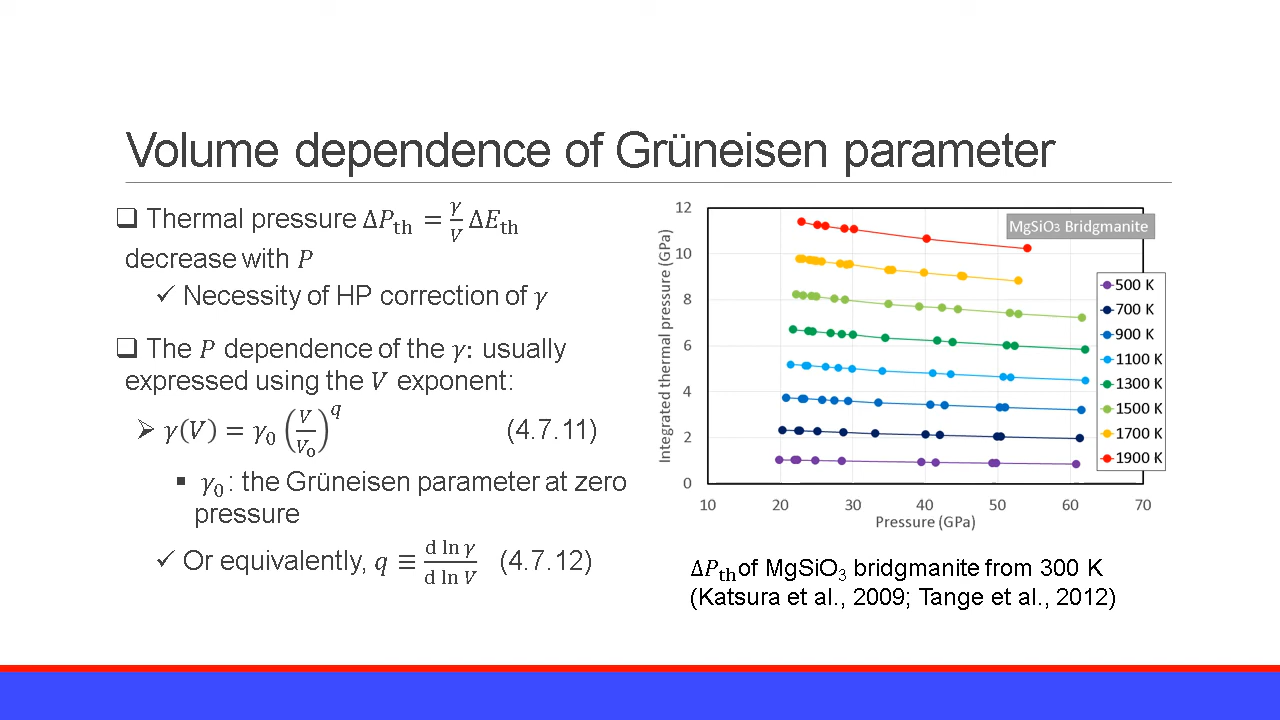 Volume dependence of Grüneisen parameter
❑ Thermal pressure ΔP_th = γ/V ΔE_th
decrease with P
✓ Necessity of HP correction of γ
❑ The P dependence of the γ: usually
expressed using the V exponent:
➢ γ(V) = γ₀ (V/V₀)^q (4.7.11)
▪ γ₀: the Grüneisen parameter at zero
pressure
✓ Or equivalently, q ≡ d ln γ / d ln V (4.7.12)
Integrated thermal pressure (GPa)
12
10
8
6
4
2
0
10 20 30 40 50 60 70
Pressure (GPa)
MgSiO₃ Bridgmanite
500 K
700 K
900 K
1100 K
1300 K
1500 K
1700 K
1900 K
ΔP_th of MgSiO₃ bridgmanite from 300 K
(Katsura et al., 2009; Tange et al., 2012)